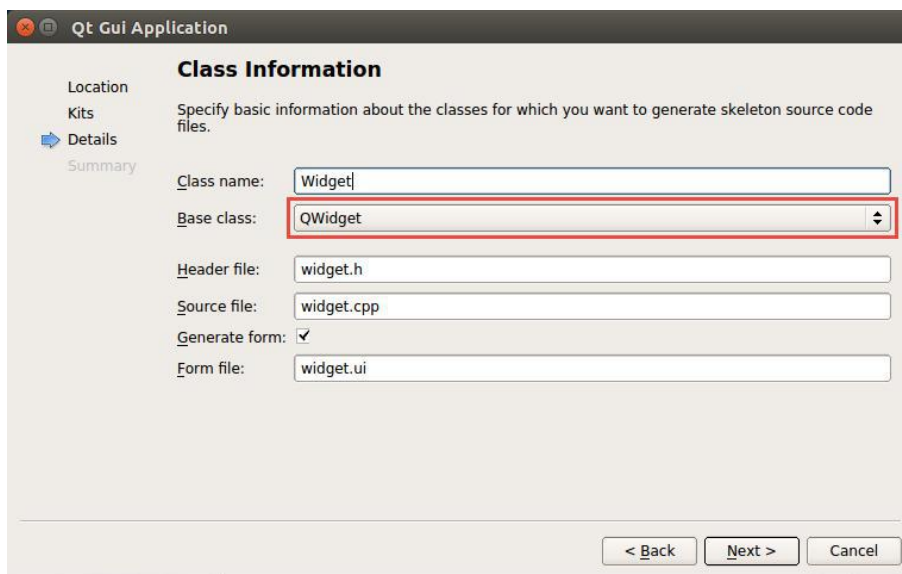 Qt Gui Application
Location
Kits
Details
Summary
Class Information
Specify basic information about the classes for which you want to generate skeleton source code
files.
Class name: Widget
Base class: QWidget
Header file: widget.h
Source file: widget.cpp
Generate form:
Form file: widget.ui
< Back Next > Cancel